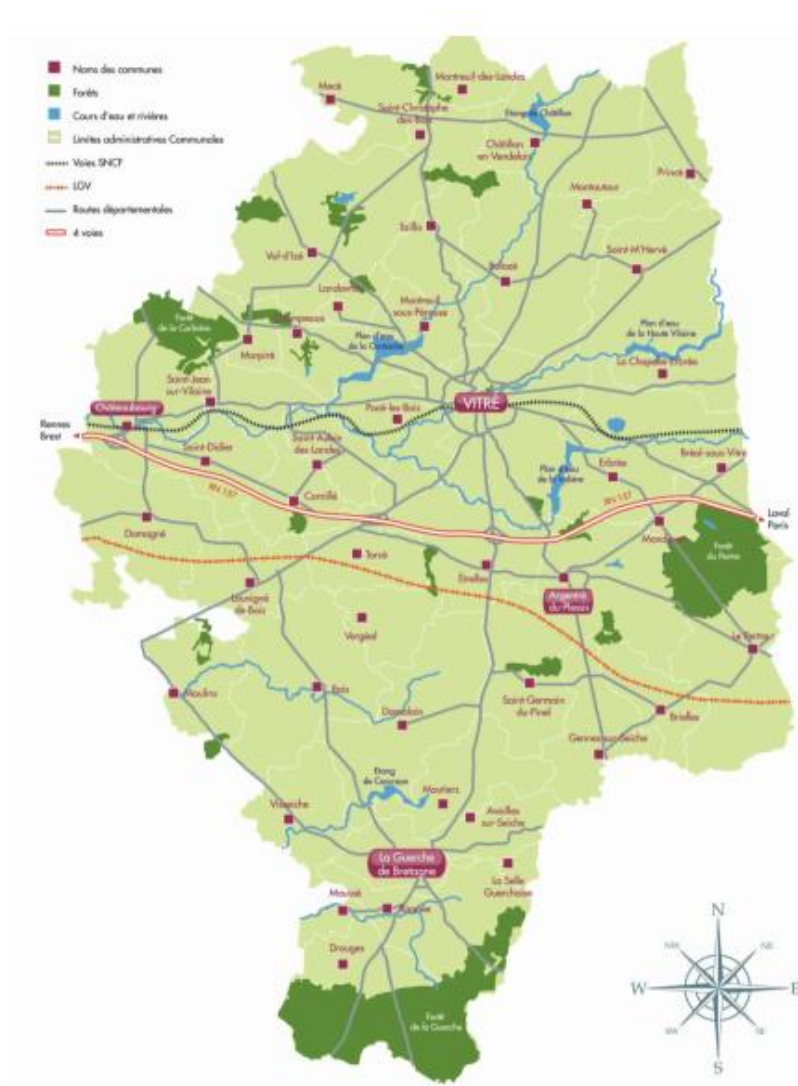 Noms des communes
Forêts
Cours d'eau et rivières
Limites administratives Communales
Voies SNCF
LGV
Routes départementales
4 voies
Mecé
Montreuil-des-Landes
Saint-Christophe
des-Bois
Etang de Châtillon
Châtillon
en-Vendelais
Princé
Montautour
Taillis
Saint-M'Hervé
Val-d'Izé
Balazé
Landavran
Montreuil
sous-Pérouse
Champeaux
Forêt
de la Corbière
Marpiré
Plan d'eau
de la Cantache
Plan d'eau
de la Haute Vilaine
La Chapelle-Erbrée
Saint-Jean
sur-Vilaine
Châteaubourg
Pocé-les-Bois
VITRÉ
Rennes
Brest
Saint-Didier
Saint-Aubin
des-Landes
Plan d'eau
de la Valière
Erbrée
Bréal-sous-Vitré
RN 157
Cornillé
RN 157
Laval
Paris
Domagné
Forêt
du Pertre
Torcé
Etrelles
Argentré
du-Plessis
Louvigné
de-Bais
Vergéal
Le Pertre
Moulins
Bais
Domalain
Saint-Germain
du-Pinel
Brielles
Gennes-sur-Seiche
Etang
de Carcraon
Moutiers
Visseiche
Availles
sur-Seiche
La Guerche
de Bretagne
La Selle
Guerchaise
Moussé
Drouges
Forêt
de la Guerche
N
NW
NE
W
E
SW
SE
S